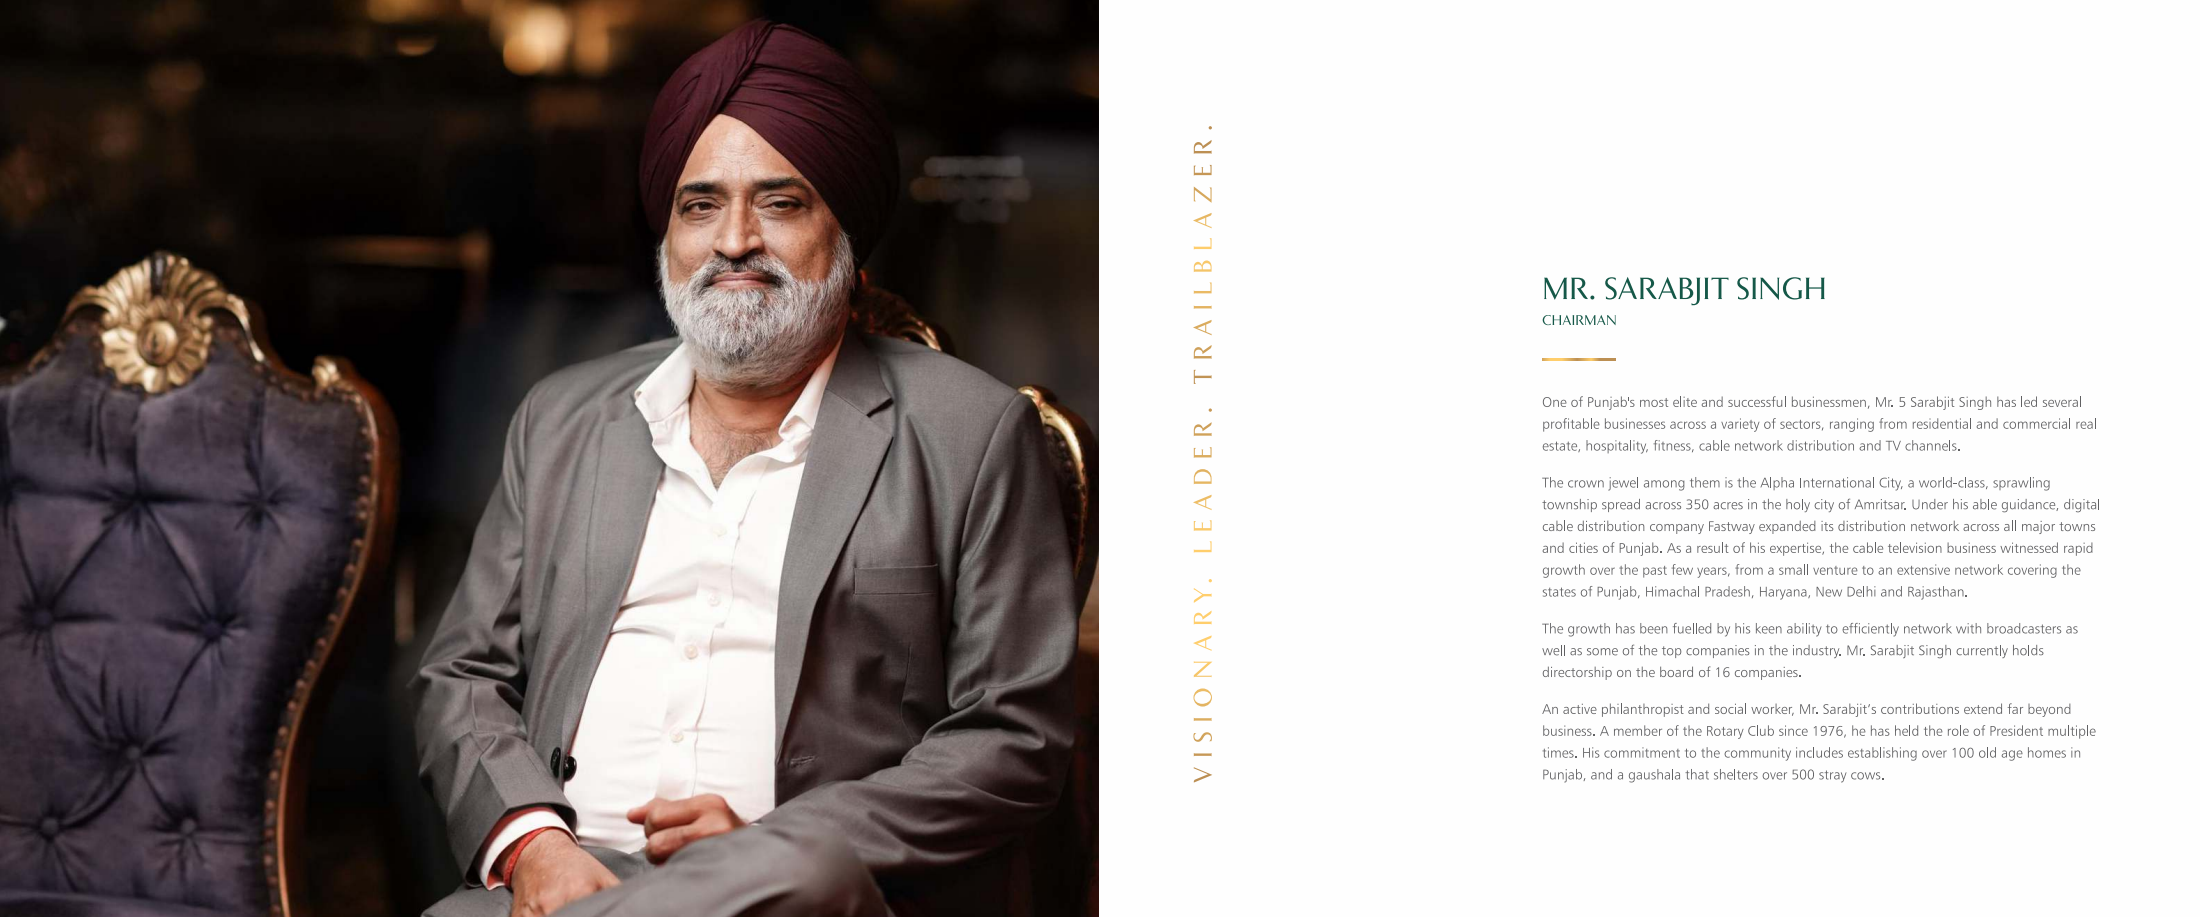 VISIONARY. LEADER. TRAILBLAZER.
MR. SARABJIT SINGH
CHAIRMAN
One of Punjab's most elite and successful businessmen, Mr. 5 Sarabjit Singh has led several
profitable businesses across a variety of sectors, ranging from residential and commercial real
estate, hospitality, fitness, cable network distribution and TV channels.
The crown jewel among them is the Alpha International City, a world-class, sprawling
township spread across 350 acres in the holy city of Amritsar. Under his able guidance, digital
cable distribution company Fastway expanded its distribution network across all major towns
and cities of Punjab. As a result of his expertise, the cable television business witnessed rapid
growth over the past few years, from a small venture to an extensive network covering the
states of Punjab, Himachal Pradesh, Haryana, New Delhi and Rajasthan.
The growth has been fuelled by his keen ability to efficiently network with broadcasters as
well as some of the top companies in the industry. Mr. Sarabjit Singh currently holds
directorship on the board of 16 companies.
An active philanthropist and social worker, Mr. Sarabjit’s contributions extend far beyond
business. A member of the Rotary Club since 1976, he has held the role of President multiple
times. His commitment to the community includes establishing over 100 old age homes in
Punjab, and a gaushala that shelters over 500 stray cows.